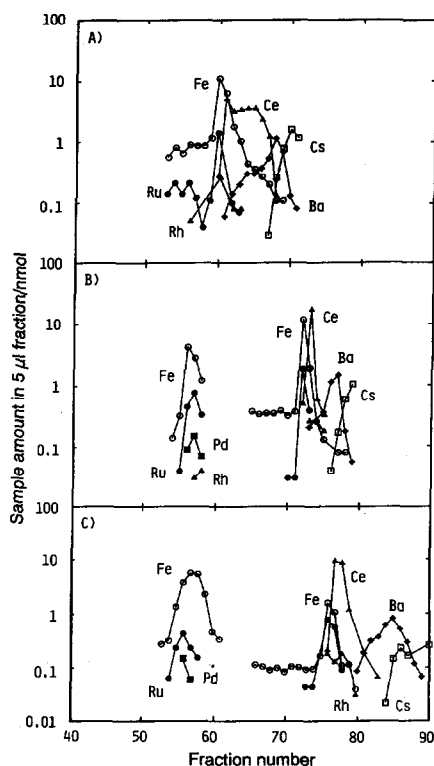 100
A)
Fe
10
Ce
1
Cs
Ru
0.1
Rh
Ba
100
B)
Fe
Ce
10
Fe
Ba
1
Cs
Pd
0.1
Ru
Rh
100
C)
10
Fe
Fe
Ce
Ba
1
0.1
Ru
Pd
Rh
Cs
0.01
40
50
60
70
80
90
Fraction number
Sample amount in 5 µl fraction/nmol